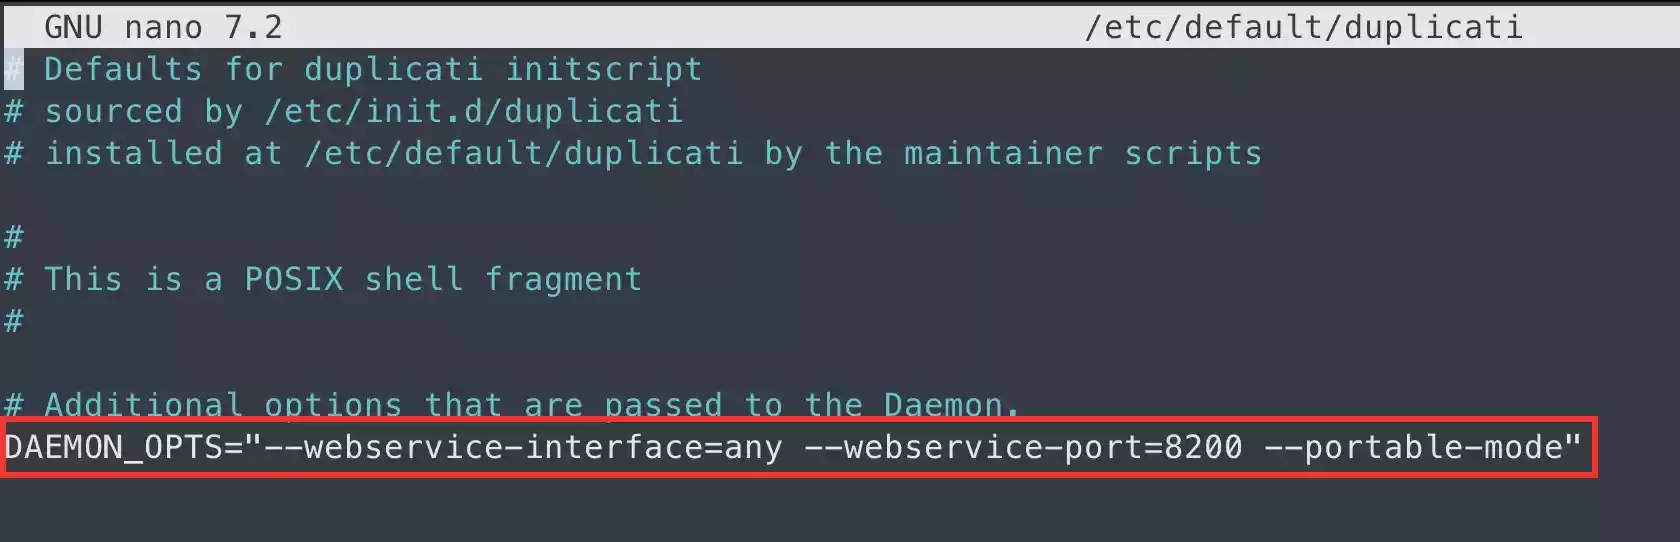 GNU nano 7.2 /etc/default/duplicati
# Defaults for duplicati initscript
# sourced by /etc/init.d/duplicati
# installed at /etc/default/duplicati by the maintainer scripts
#
# This is a POSIX shell fragment
#
# Additional options that are passed to the Daemon.
DAEMON_OPTS="--webservice-interface=any --webservice-port=8200 --portable-mode"